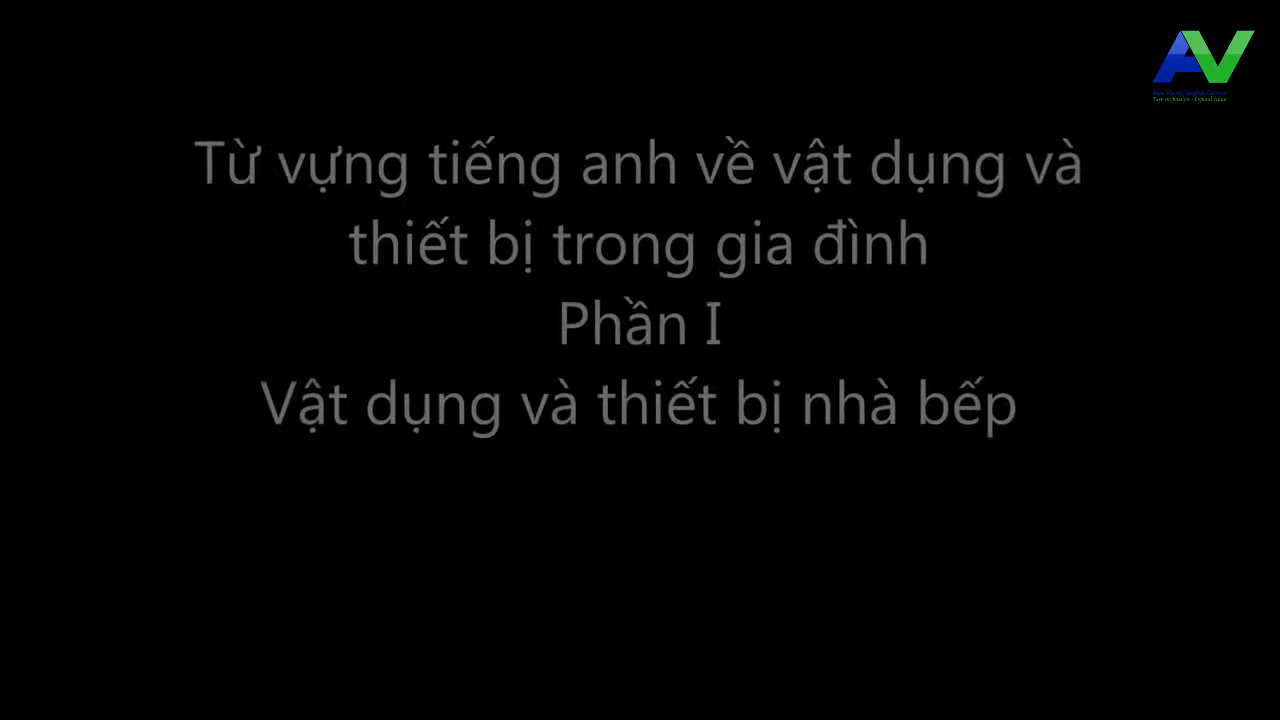 AV
Từ vựng tiếng anh về vật dụng và
thiết bị trong gia đình
Phần I
Vật dụng và thiết bị nhà bếp